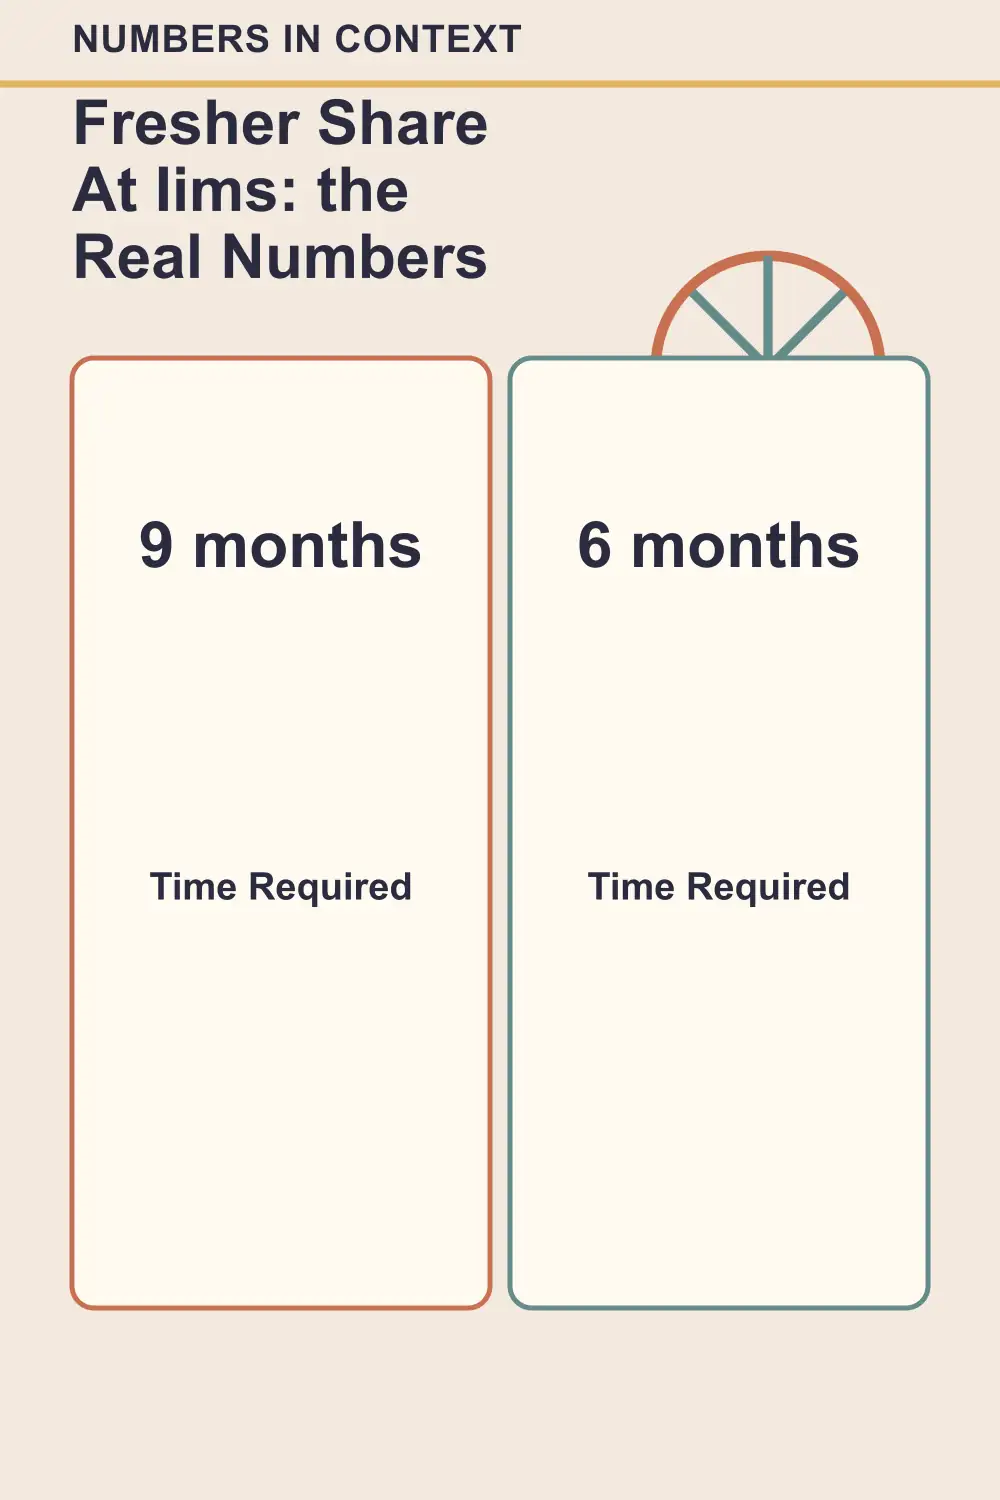 NUMBERS IN CONTEXT
Fresher Share
At Iims: the
Real Numbers
9 months
6 months
Time Required
Time Required